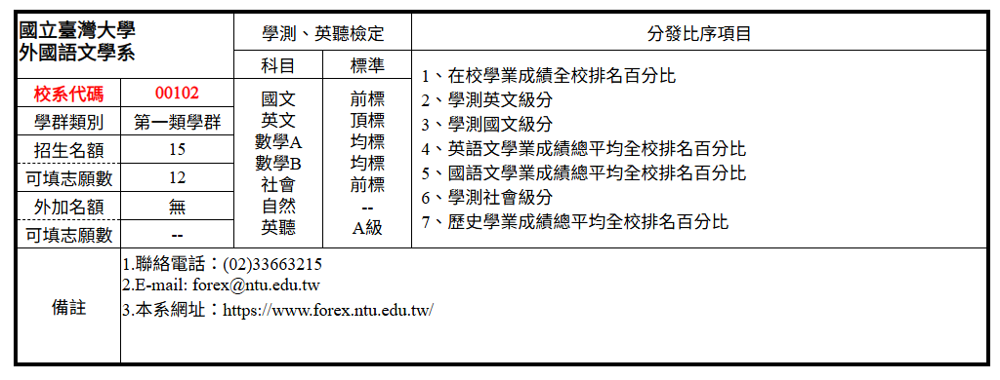 國立臺灣大學
外國語文學系
學測、英聽檢定
分發比序項目
科目 標準
校系代碼 00102
學群類別 第一類學群
招生名額 15
可填志願數 12
外加名額 無
可填志願數 --
國文 前標
英文 頂標
數學A 均標
數學B 均標
社會 前標
自然 --
英聽 A級
1、在校學業成績全校排名百分比
2、學測英文級分
3、學測國文級分
4、英語文學業成績總平均全校排名百分比
5、國語文學業成績總平均全校排名百分比
6、學測社會級分
7、歷史學業成績總平均全校排名百分比
備註
1.聯絡電話：(02)33663215
2.E-mail: forex@ntu.edu.tw
3.本系網址：https://www.forex.ntu.edu.tw/